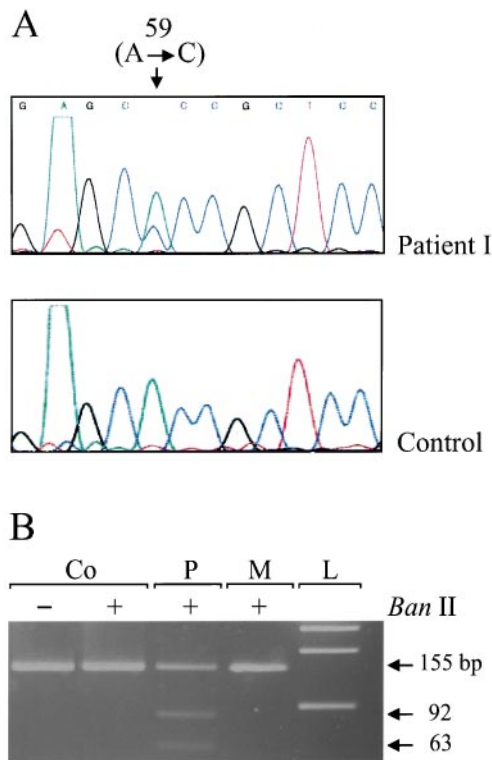 A
59
(A→C)
G A G C C C G C T C C
Patient I
Control
B
Co P M L
− + + + Ban II
155 bp
92
63